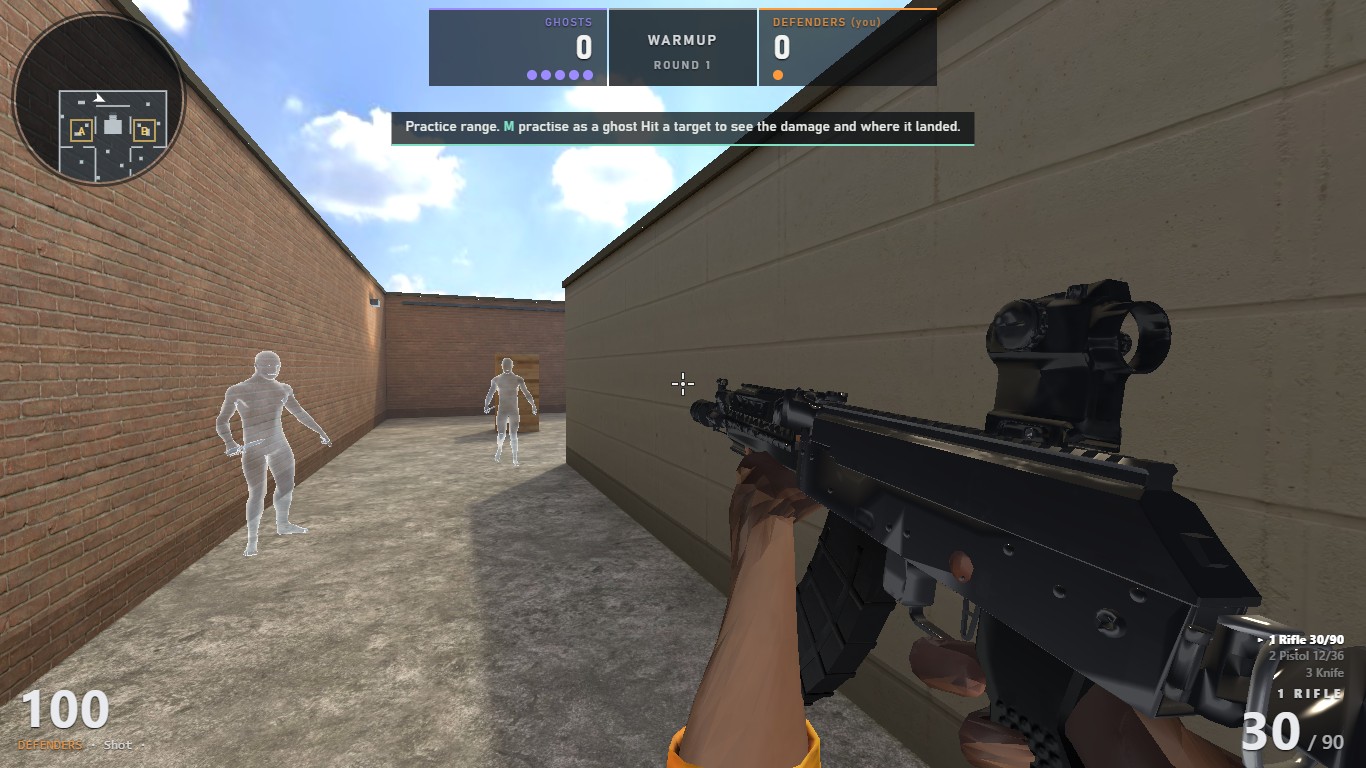 GHOSTS
0
WARMUP
ROUND 1
DEFENDERS (you)
0
Practice range. M practise as a ghost Hit a target to see the damage and where it landed.
A
B
▸ 1 Rifle 30/90
2 Pistol 12/36
3 Knife
1 RIFLE
30 / 90
100
DEFENDERS · Shot ·